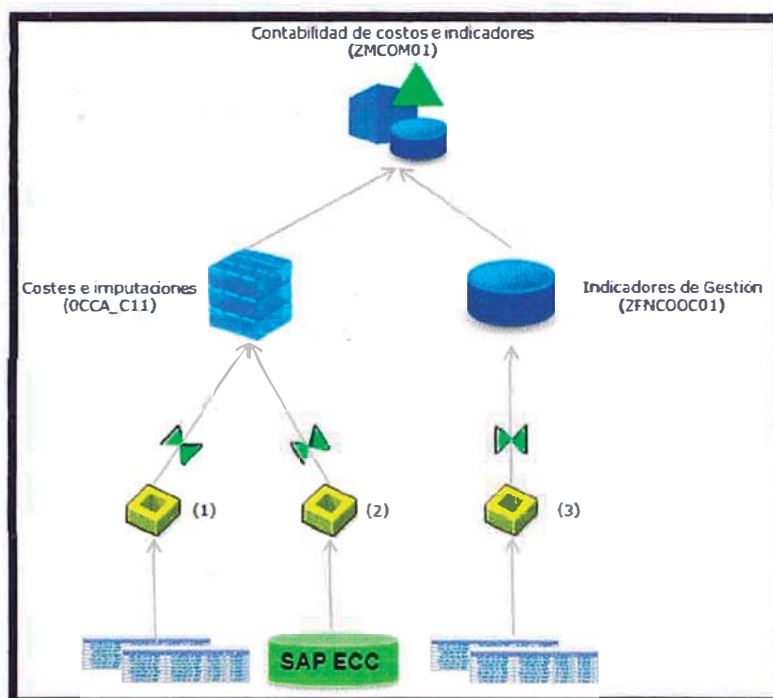 Contabilidad de costos e indicadores
(ZMCOM01)
Costes e imputaciones
(0CCA_C11)
Indicadores de Gestión
(ZFNCOOC01)
(1)
(2)
(3)
SAP ECC